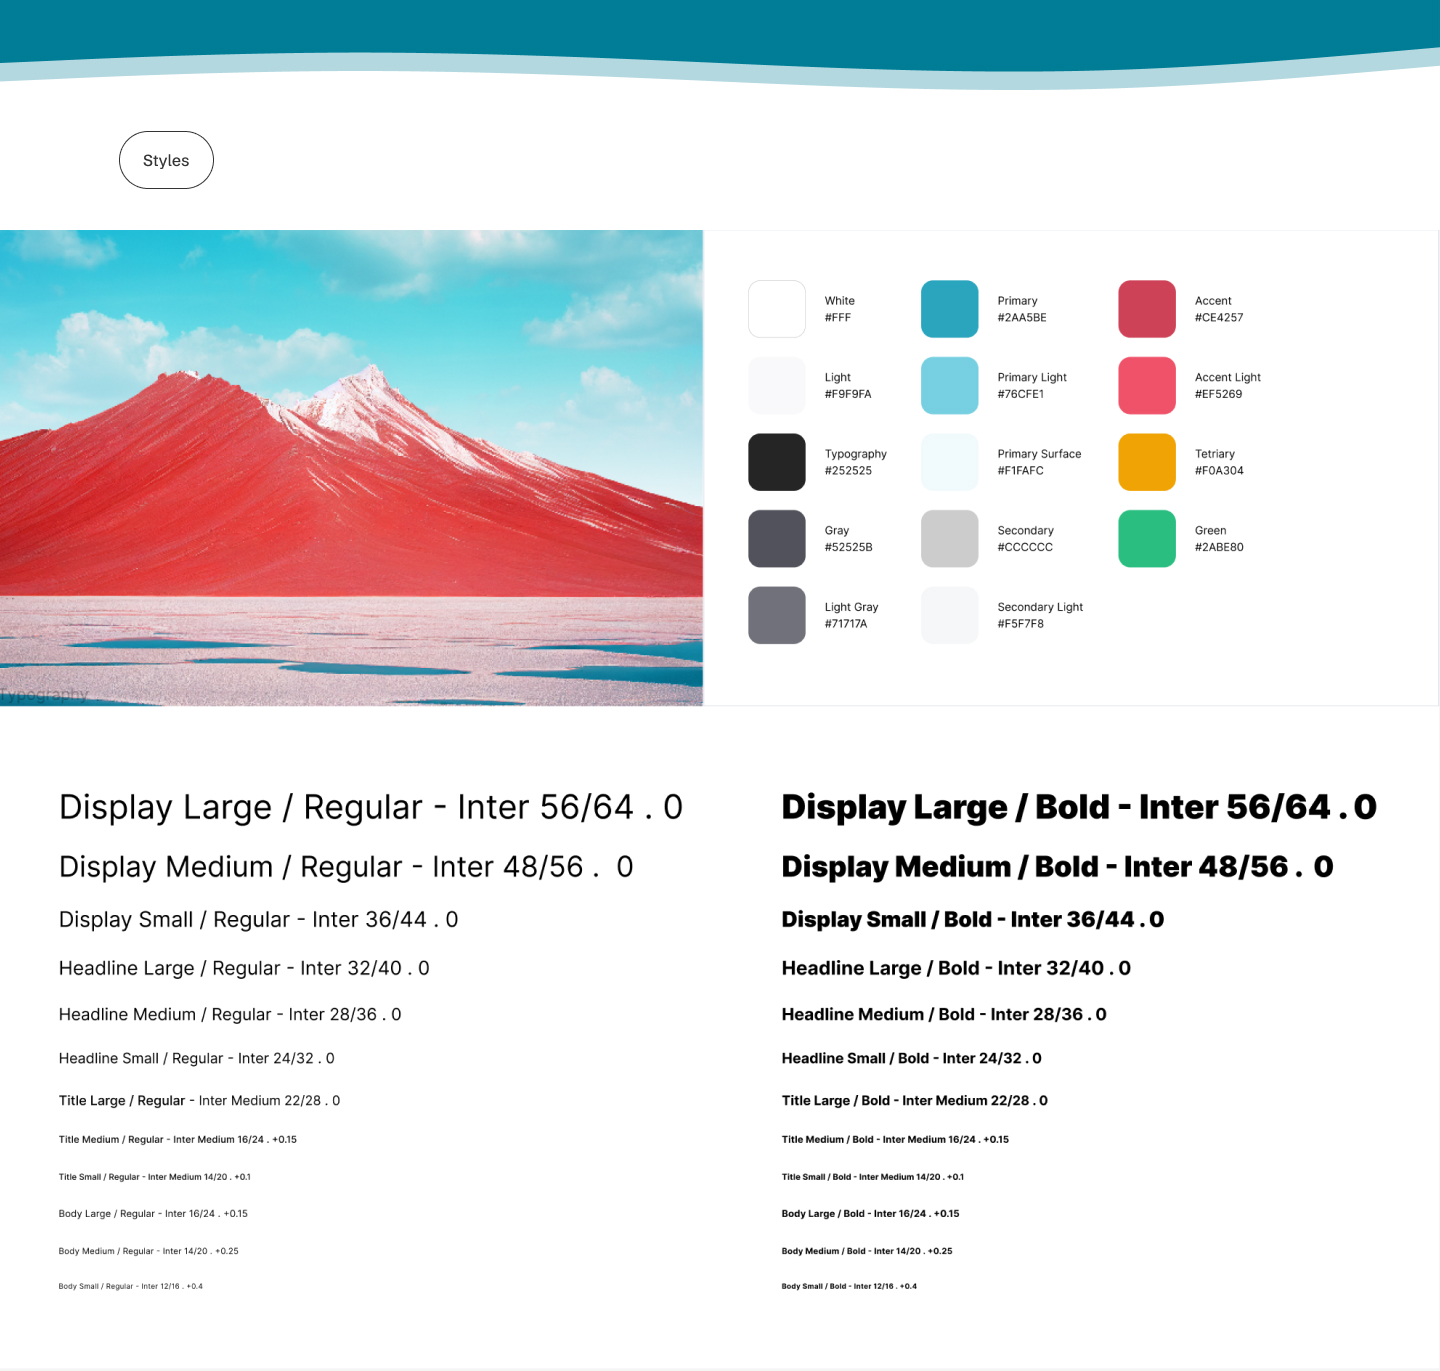 Styles
White
#FFF
Primary
#2AA5BE
Accent
#CE4257
Light
#F9F9FA
Primary Light
#76CFE1
Accent Light
#EF5269
Typography
#252525
Primary Surface
#F1FAFC
Tetriary
#F0A304
Gray
#52525B
Secondary
#CCCCCC
Green
#2ABE80
Light Gray
#71717A
Secondary Light
#F5F7F8
Typography
Display Large / Regular - Inter 56/64 . 0
Display Medium / Regular - Inter 48/56 .  0
Display Small / Regular - Inter 36/44 . 0
Headline Large / Regular - Inter 32/40 . 0
Headline Medium / Regular - Inter 28/36 . 0
Headline Small / Regular - Inter 24/32 . 0
Title Large / Regular - Inter Medium 22/28 . 0
Title Medium / Regular - Inter Medium 16/24 . +0.15
Title Small / Regular - Inter Medium 14/20 . +0.1
Body Large / Regular - Inter 16/24 . +0.15
Body Medium / Regular - Inter 14/20 . +0.25
Body Small / Regular - Inter 12/16 . +0.4
Display Large / Bold - Inter 56/64 . 0
Display Medium / Bold - Inter 48/56 .  0
Display Small / Bold - Inter 36/44 . 0
Headline Large / Bold - Inter 32/40 . 0
Headline Medium / Bold - Inter 28/36 . 0
Headline Small / Bold - Inter 24/32 . 0
Title Large / Bold - Inter Medium 22/28 . 0
Title Medium / Bold - Inter Medium 16/24 . +0.15
Title Small / Bold - Inter Medium 14/20 . +0.1
Body Large / Bold - Inter 16/24 . +0.15
Body Medium / Bold - Inter 14/20 . +0.25
Body Small / Bold - Inter 12/16 . +0.4